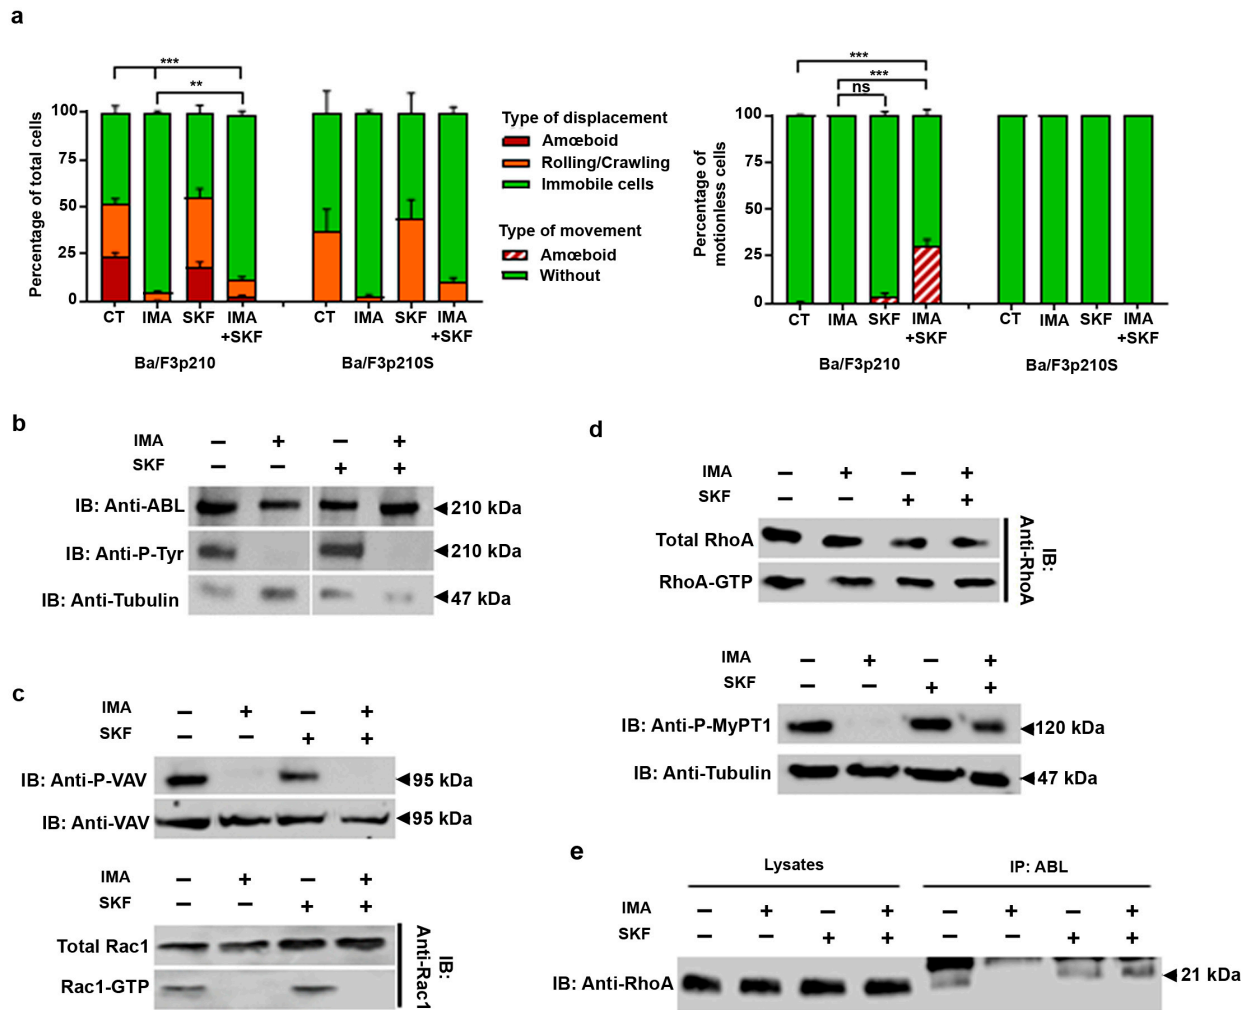 a
***
**
100
75
50
25
0
Percentage of total cells
CT IMA SKF IMA +SKF
Ba/F3p210
CT IMA SKF IMA +SKF
Ba/F3p210S
Type of displacement
Amœboid
Rolling/Crawling
Immobile cells
Type of movement
Amœboid
Without
***
***
ns
100
75
50
25
0
Percentage of motionless cells
CT IMA SKF IMA +SKF
Ba/F3p210
CT IMA SKF IMA +SKF
Ba/F3p210S
b
IMA – + – +
SKF – – + +
IB: Anti-ABL 210 kDa
IB: Anti-P-Tyr 210 kDa
IB: Anti-Tubulin 47 kDa
c
IMA – + – +
SKF – – + +
IB: Anti-P-VAV 95 kDa
IB: Anti-VAV 95 kDa
IMA – + – +
SKF – – + +
Total Rac1
Rac1-GTP
IB:
Anti-Rac1
d
IMA – + – +
SKF – – + +
Total RhoA
RhoA-GTP
IB:
Anti-RhoA
IMA – + – +
SKF – – + +
IB: Anti-P-MyPT1 120 kDa
IB: Anti-Tubulin 47 kDa
e
Lysates IP: ABL
IMA – + – + – + – +
SKF – – + + – – + +
IB: Anti-RhoA 21 kDa